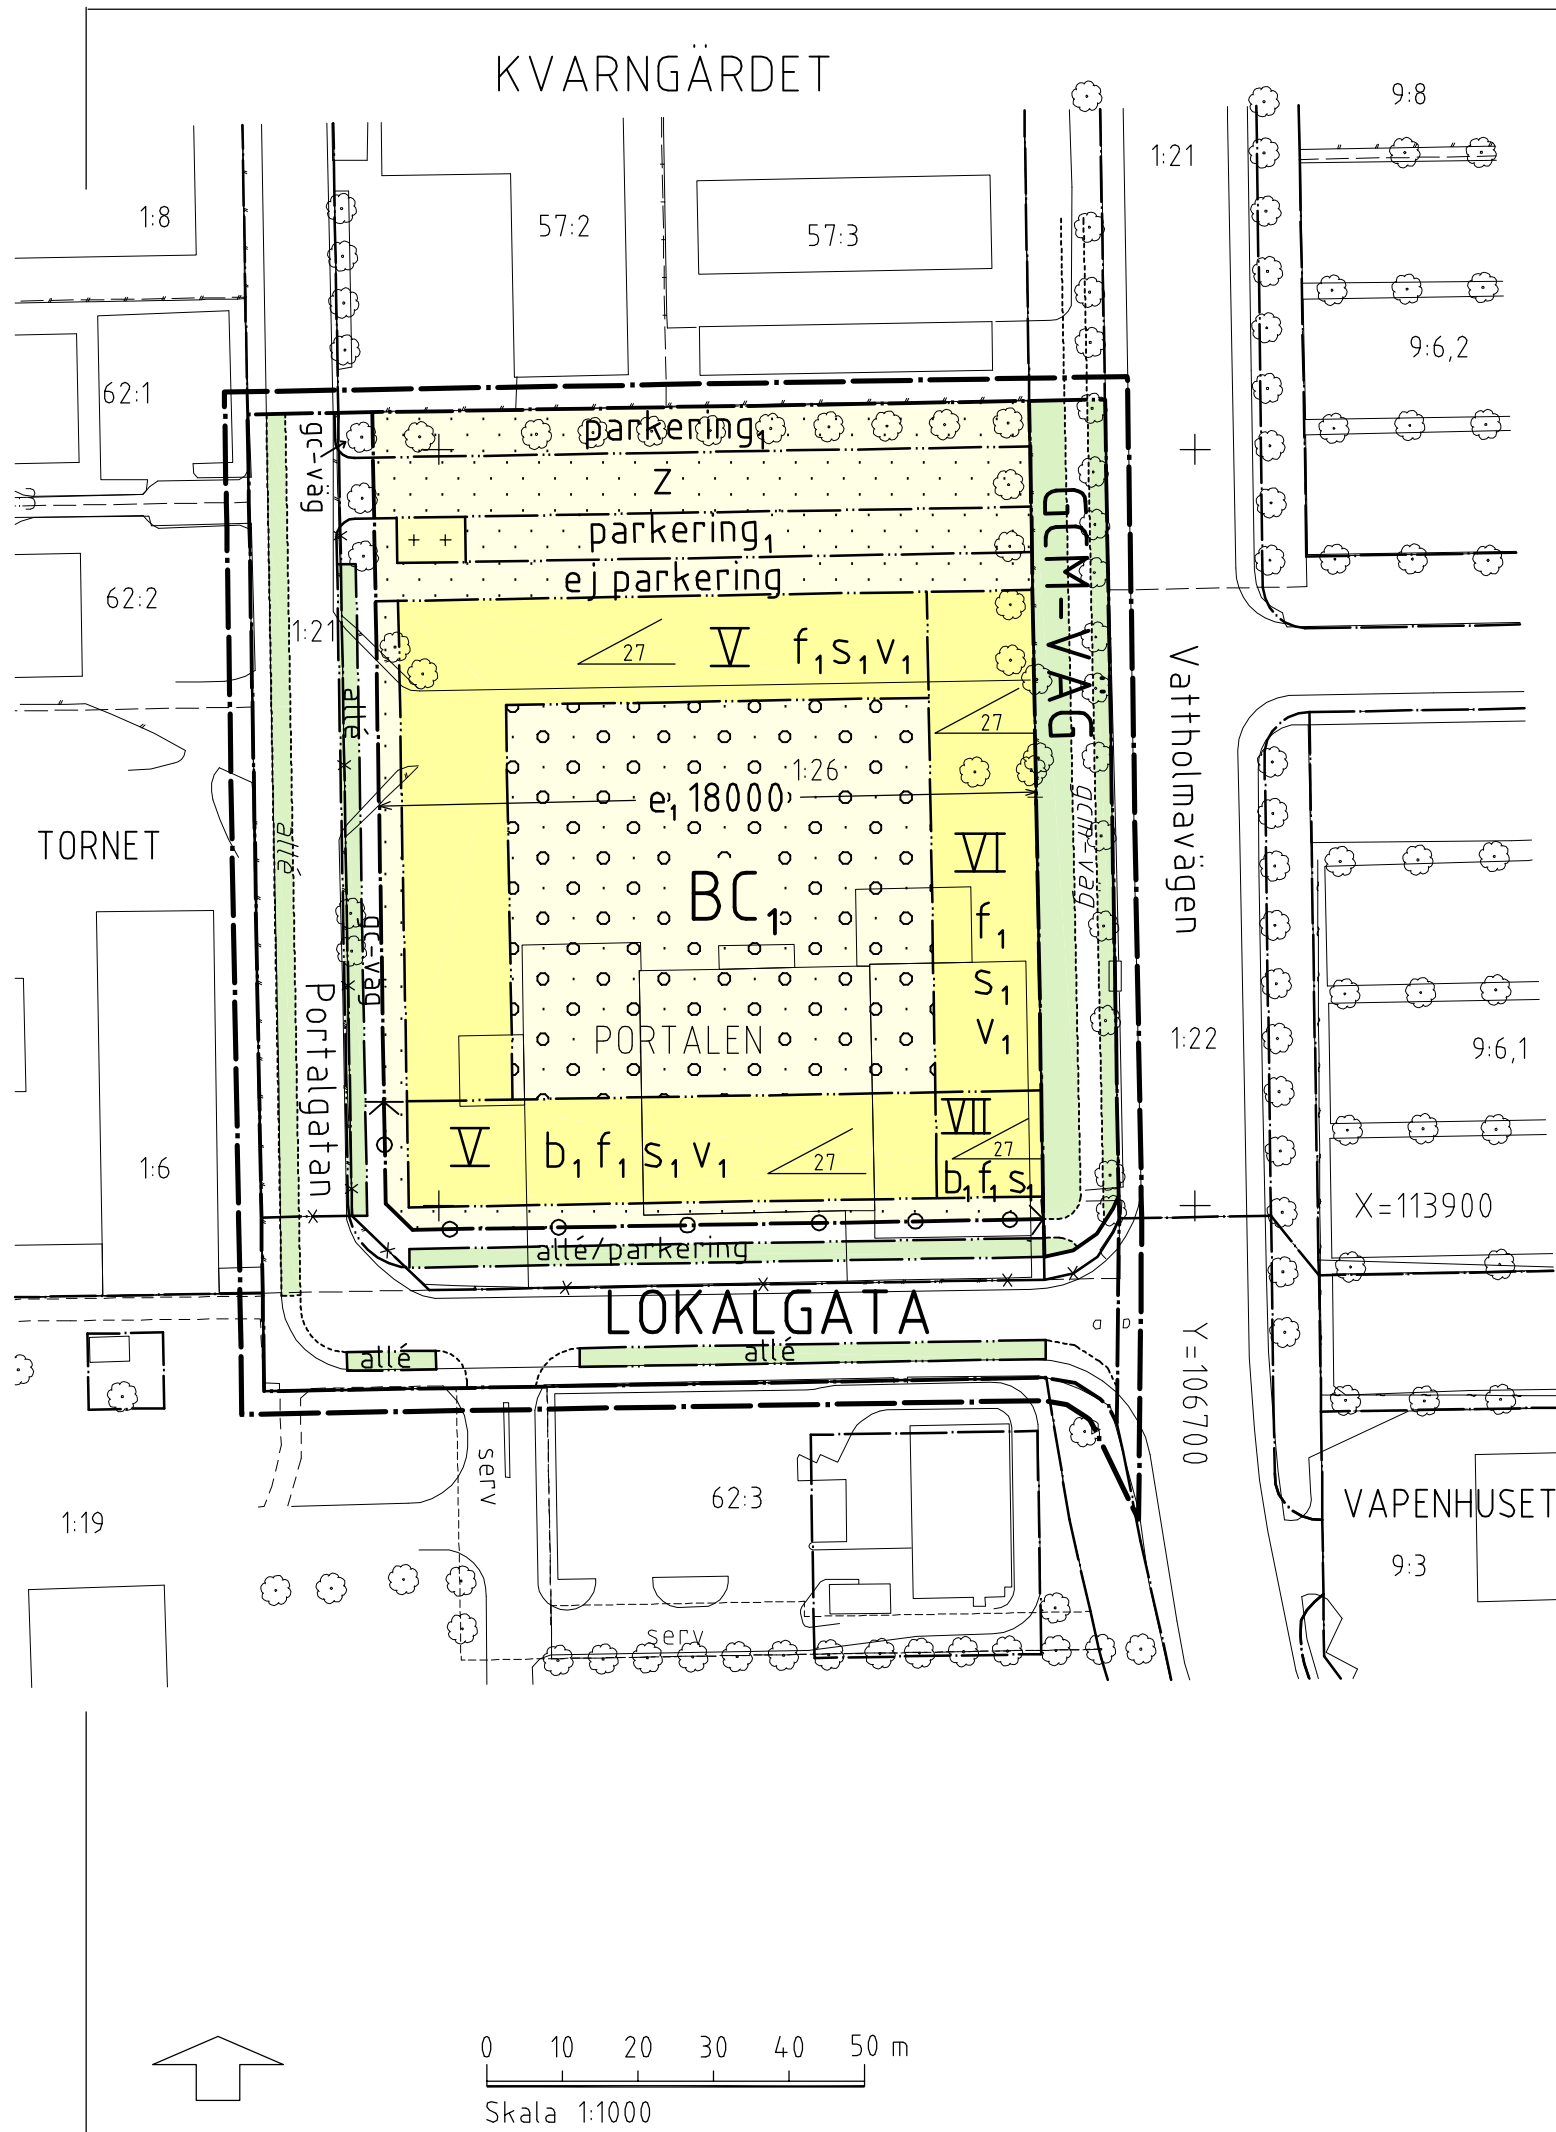 KVARNGÄRDET
9:8
1:21
1:8
57:2
57:3
9:6,2
62:1
gc-väg
parkering₁
z
parkering₁
ej parkering
GCM-VÄG
62:2
1:21
27
V
f₁ s₁ v₁
27
allé
Vattholmavägen
1:26
e₁ 18000
TORNET
allé
gcm-väg
VI
BC₁
f₁
gc-väg
s₁
v₁
Portalgatan
PORTALEN
1:22
9:6,1
1:6
V
b₁ f₁ s₁ v₁
27
VII
27
b₁ f₁ s₁
X=113900
allé/parkering
LOKALGATA
allé
allé
Y=106700
serv
62:3
1:19
VAPENHUSET
9:3
serv
0 10 20 30 40 50 m
Skala 1:1000